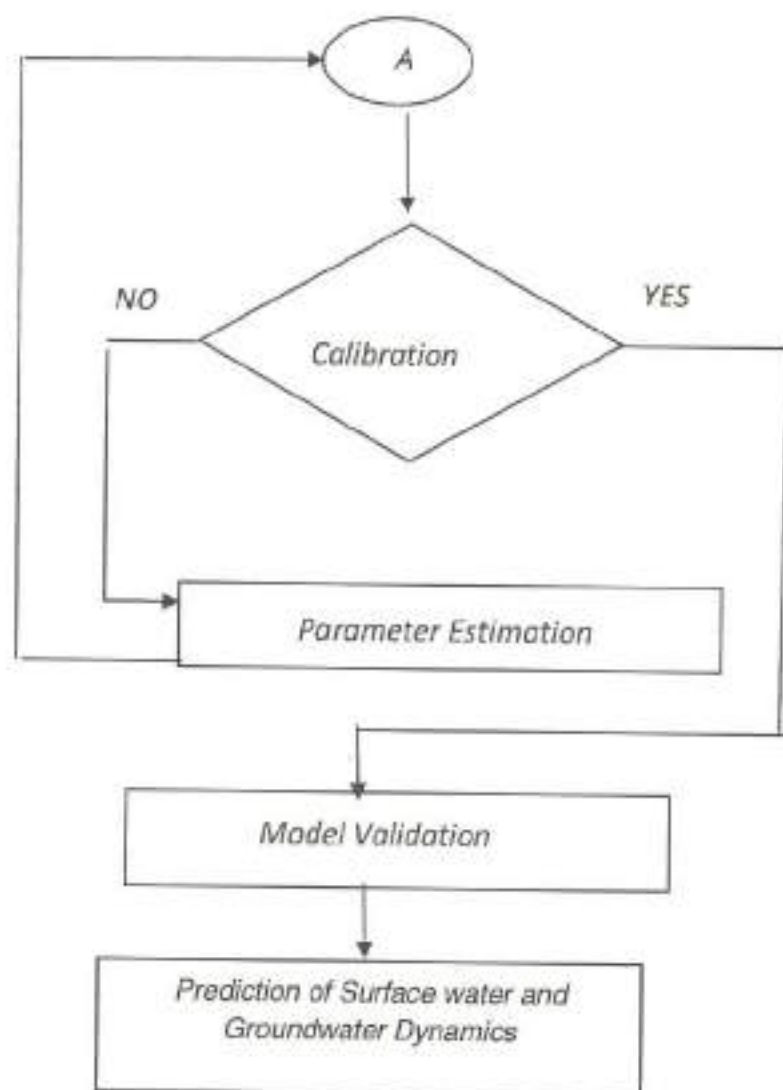 A
NO
YES
Calibration
Parameter Estimation
Model Validation
Prediction of Surface water and
Groundwater Dynamics